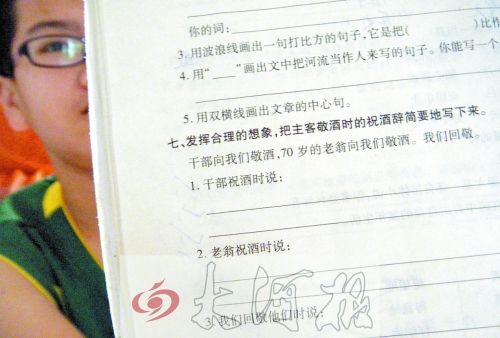 你的词:
3. 用波浪线画出一句打比方的句子,它是把( )比作
4. 用“____”画出文中把河流当作人来写的句子。你能写一个
5. 用双横线画出文章的中心句。
七、发挥合理的想象,把主客敬酒时的祝酒辞简要地写下来。
干部向我们敬酒,70岁的老翁向我们敬酒。我们回敬。
1. 干部祝酒时说:
2. 老翁祝酒时说:
3. 我们回敬他们时说:
大河报